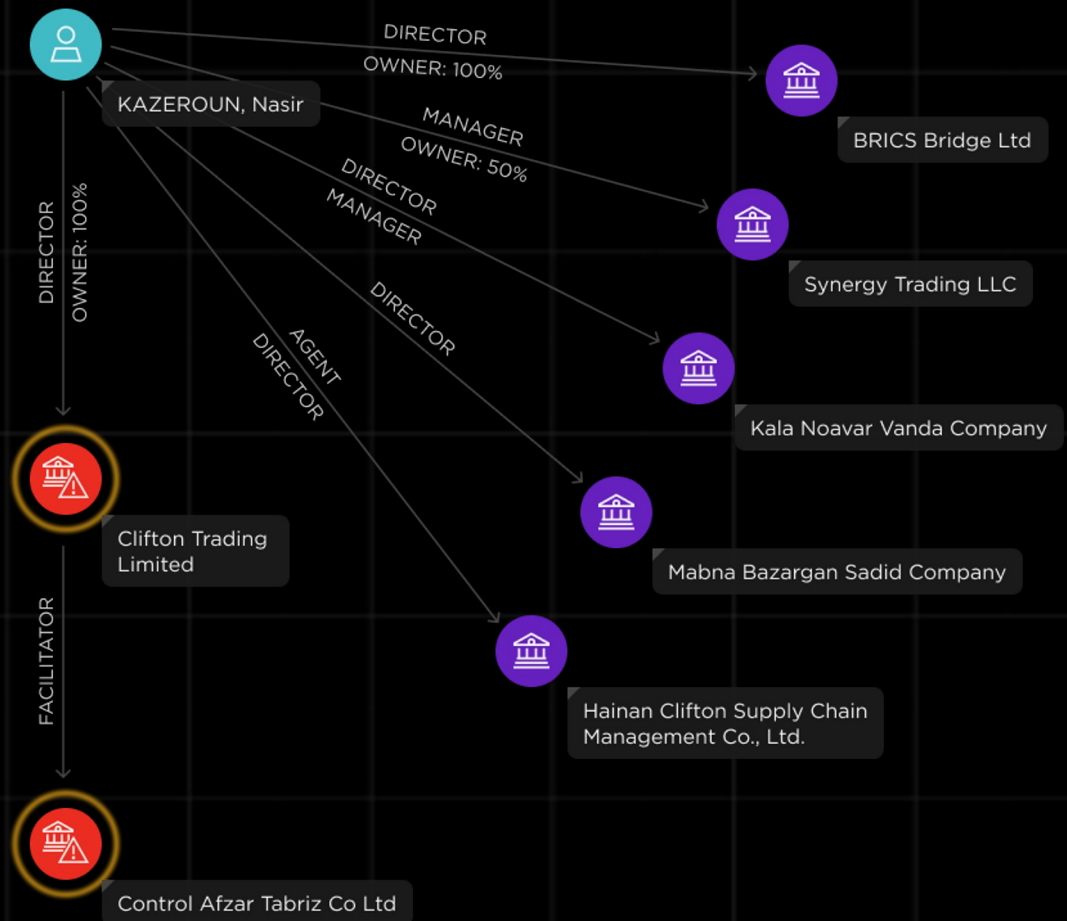 DIRECTOR
OWNER: 100%
KAZEROUN, Nasir
BRICS Bridge Ltd
MANAGER
OWNER: 50%
DIRECTOR
MANAGER
DIRECTOR
OWNER: 100%
Synergy Trading LLC
DIRECTOR
AGENT
DIRECTOR
Kala Noavar Vanda Company
Clifton Trading
Limited
Mabna Bazargan Sadid Company
FACILITATOR
Hainan Clifton Supply Chain
Management Co., Ltd.
Control Afzar Tabriz Co Ltd